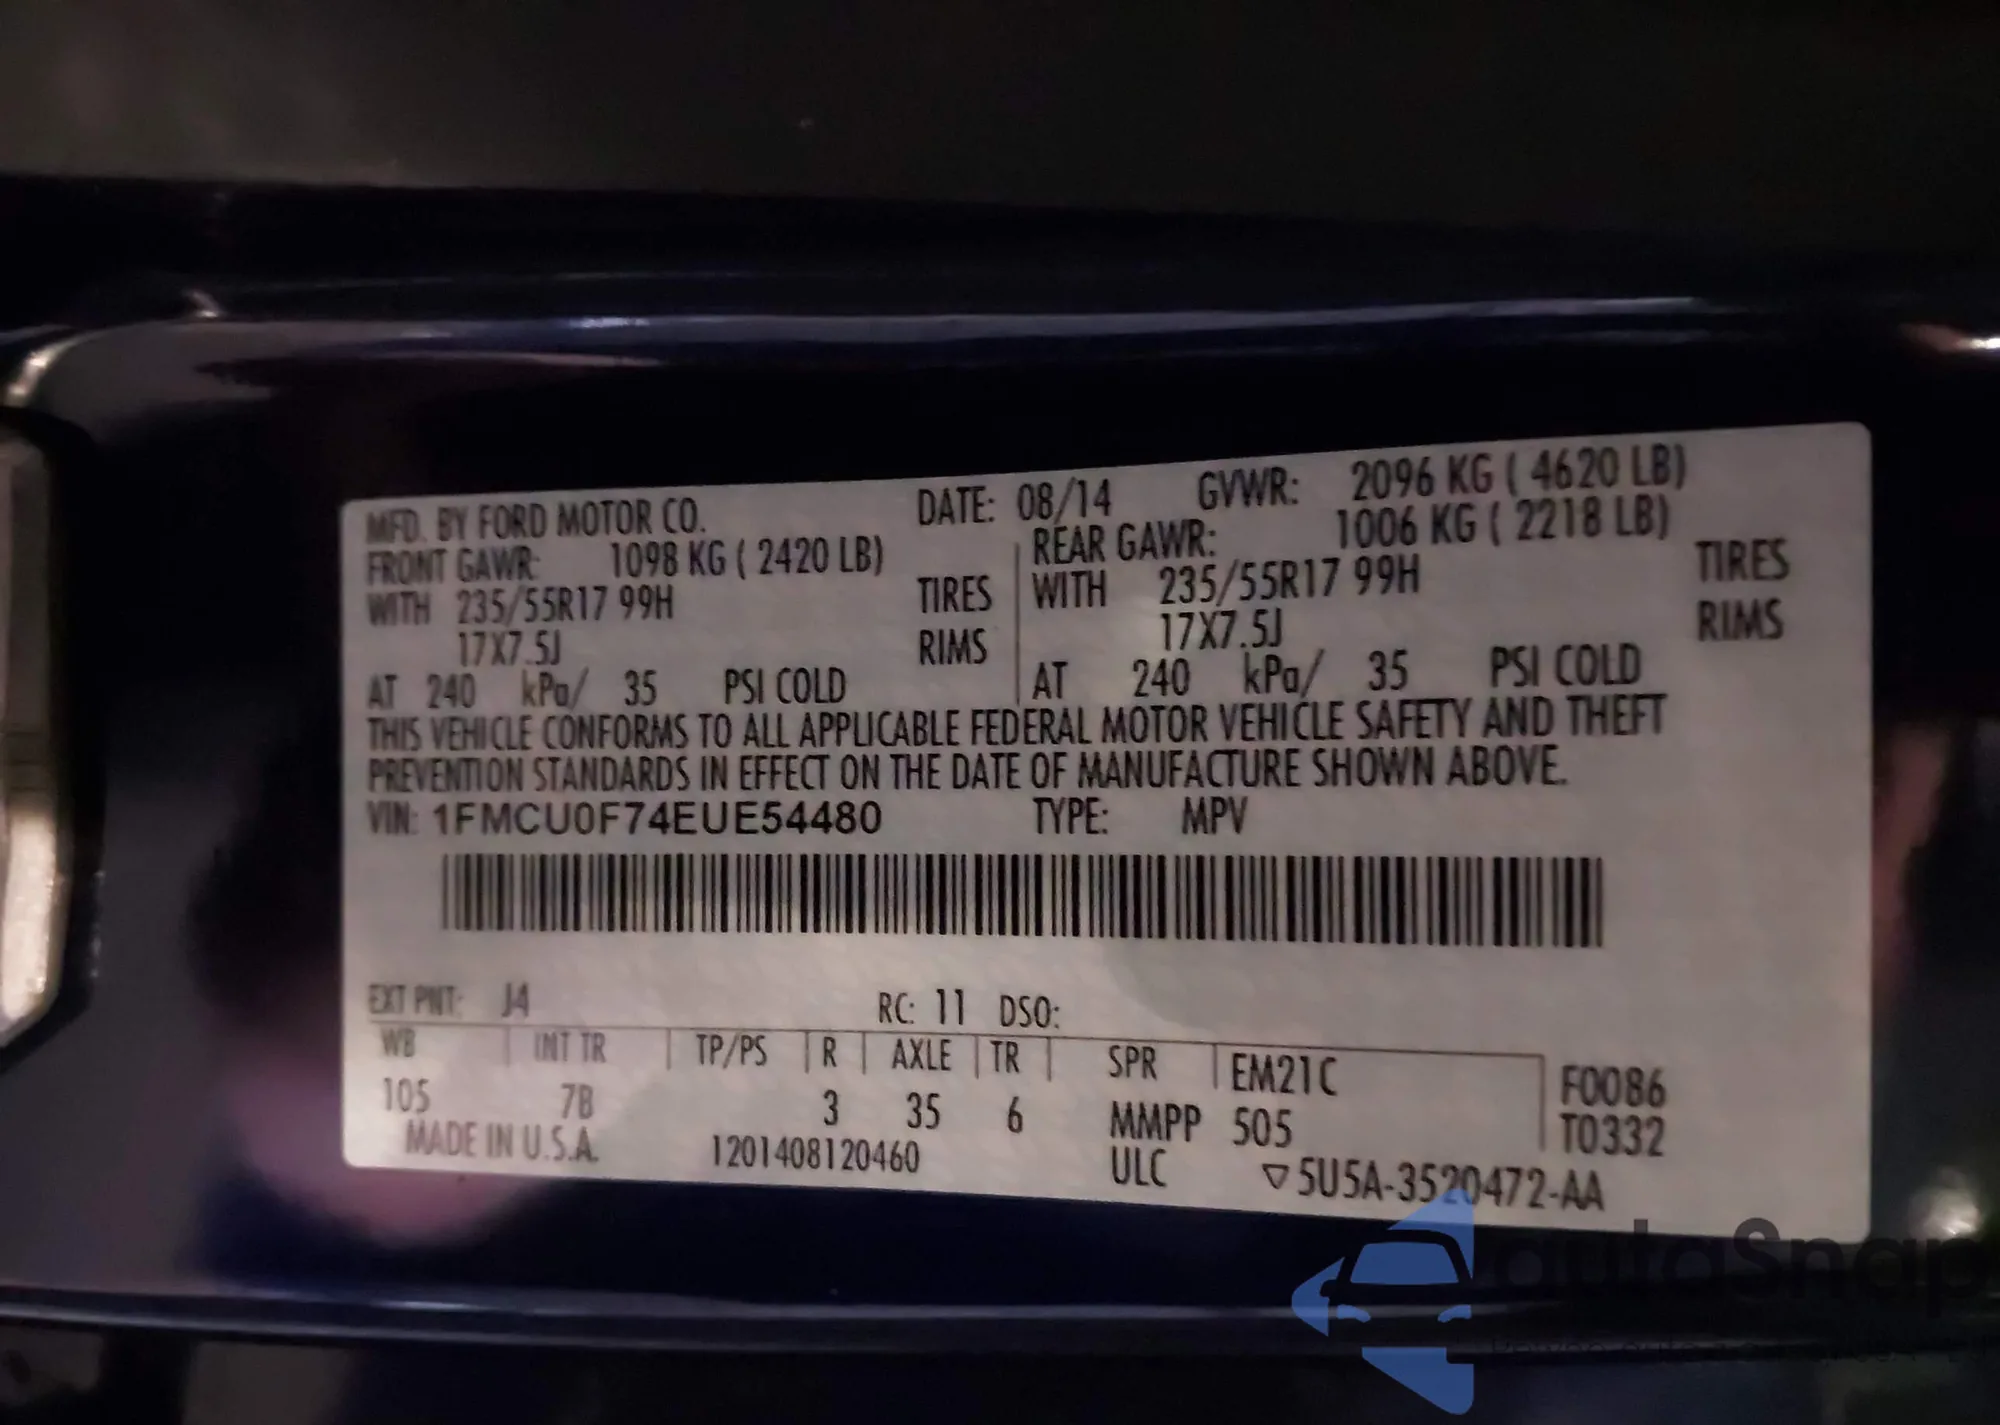 MFD. BY FORD MOTOR CO. DATE: 08/14 GVWR: 2096 KG ( 4620 LB)
FRONT GAWR: 1098 KG ( 2420 LB) REAR GAWR: 1006 KG ( 2218 LB)
WITH 235/55R17 99H TIRES WITH 235/55R17 99H TIRES
17X7.5J RIMS 17X7.5J RIMS
AT 240 kPa/ 35 PSI COLD AT 240 kPa/ 35 PSI COLD
THIS VEHICLE CONFORMS TO ALL APPLICABLE FEDERAL MOTOR VEHICLE SAFETY AND THEFT
PREVENTION STANDARDS IN EFFECT ON THE DATE OF MANUFACTURE SHOWN ABOVE.
VIN: 1FMCU0F74EUE54480 TYPE: MPV
EXT PNT: J4 RC: 11 DSO:
WB INT TR TP/PS R AXLE TR SPR EM21C F0086
105 7B 3 35 6 MMPP 505 T0332
MADE IN U.S.A. 1201408120460 ULC ▽5U5A-3520472-AA
autoSnap